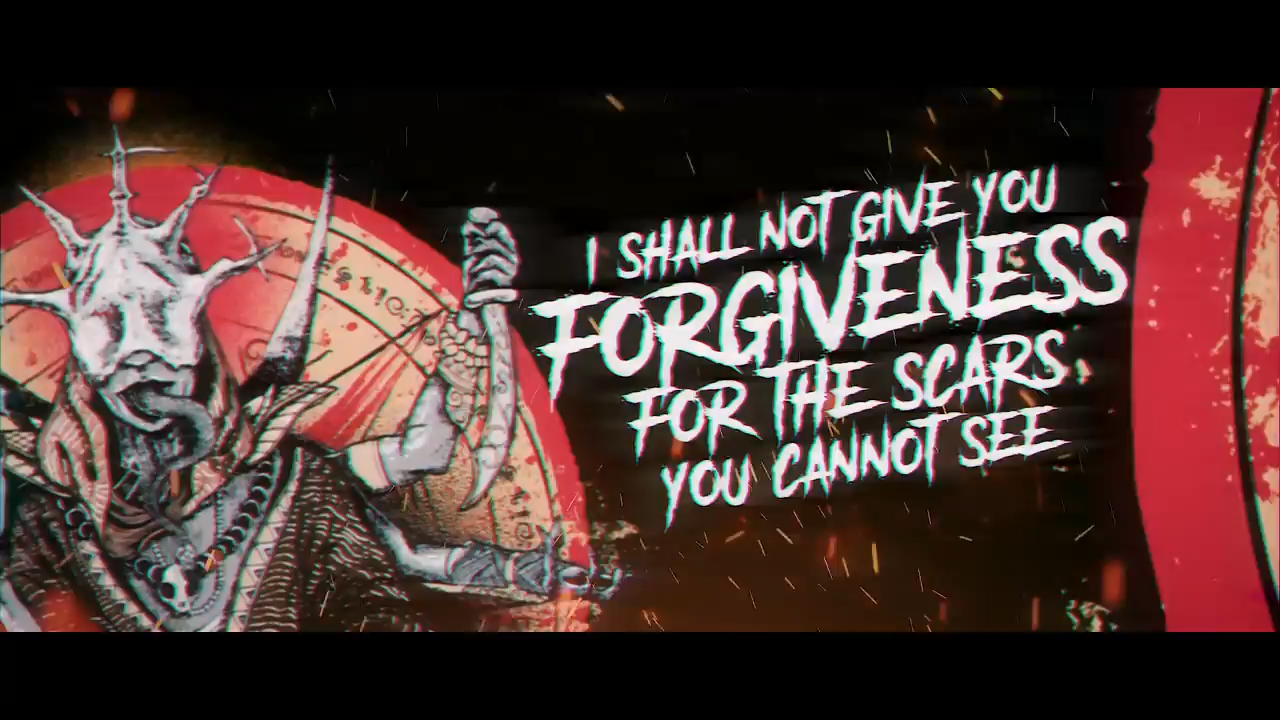 I SHALL NOT GIVE YOU
FORGIVENESS
FOR THE SCARS
YOU CANNOT SEE